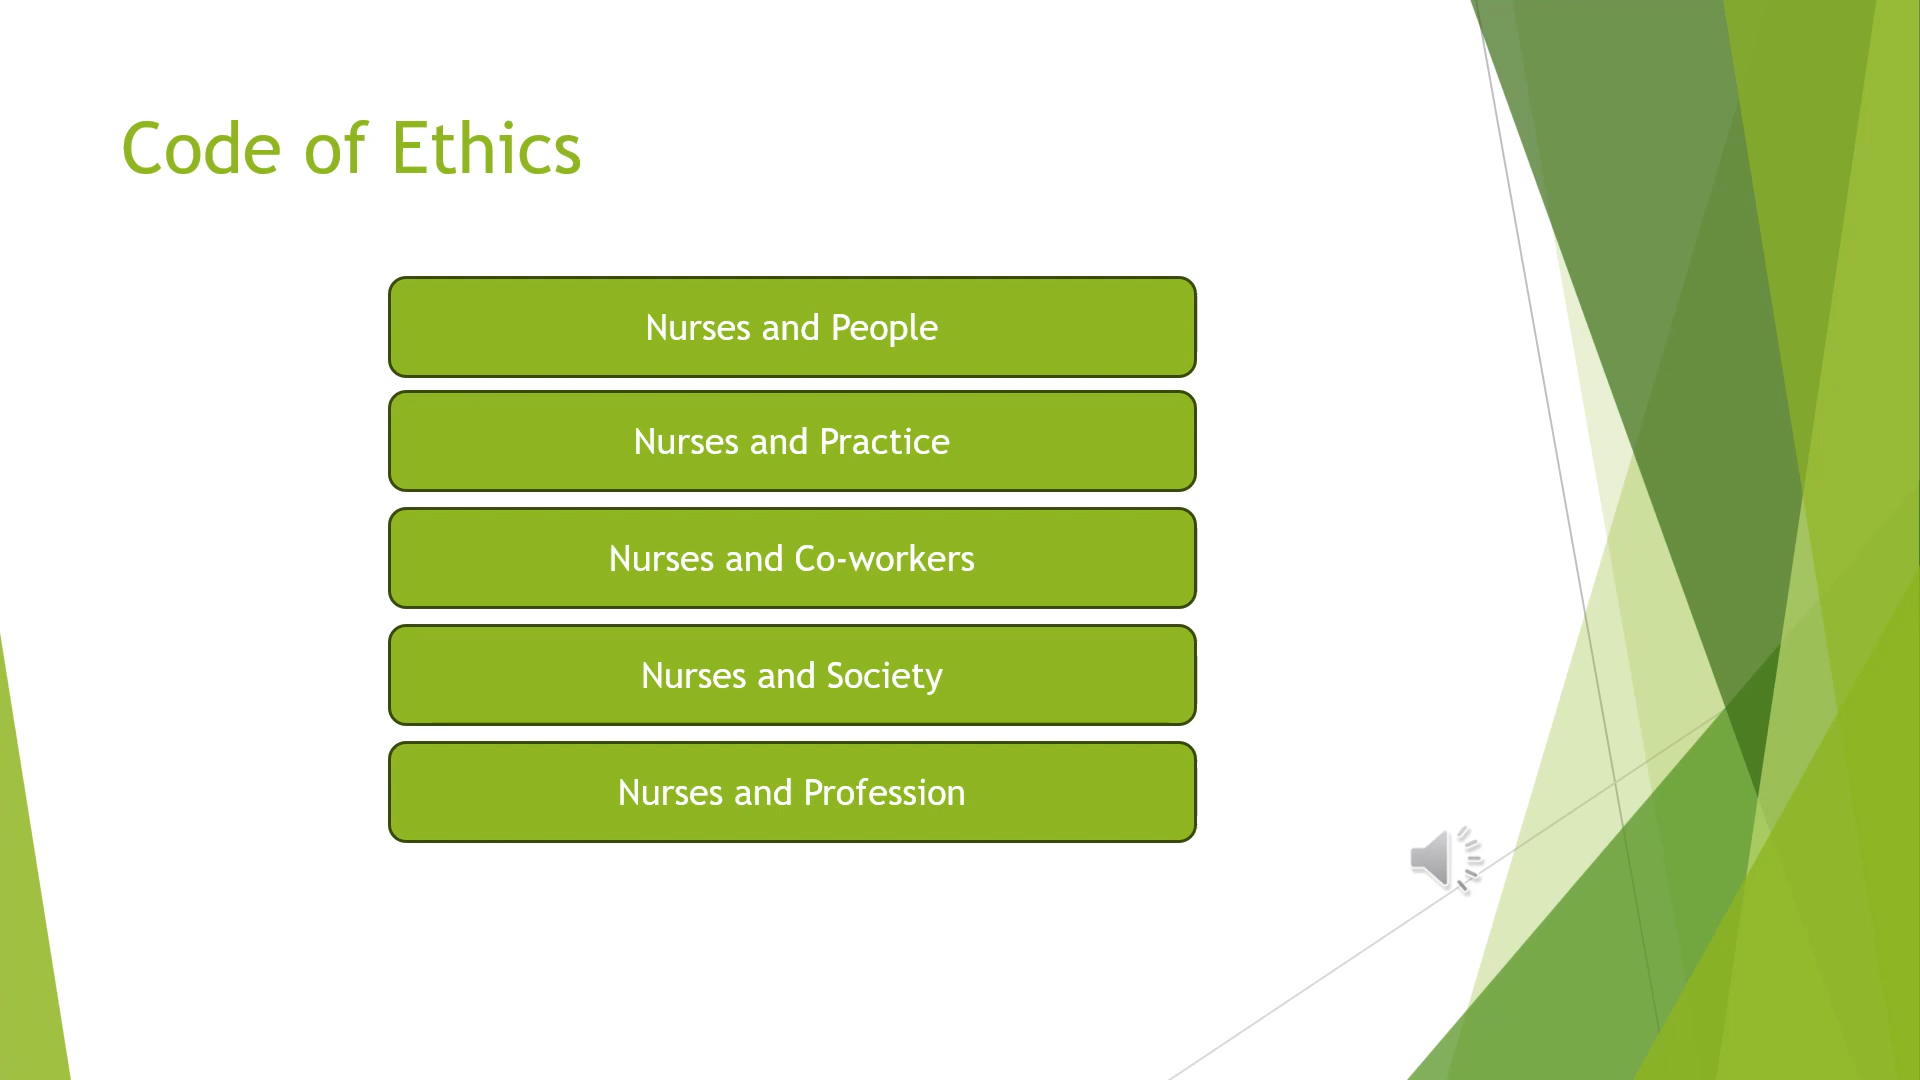 Code of Ethics
Nurses and People
Nurses and Practice
Nurses and Co-workers
Nurses and Society
Nurses and Profession